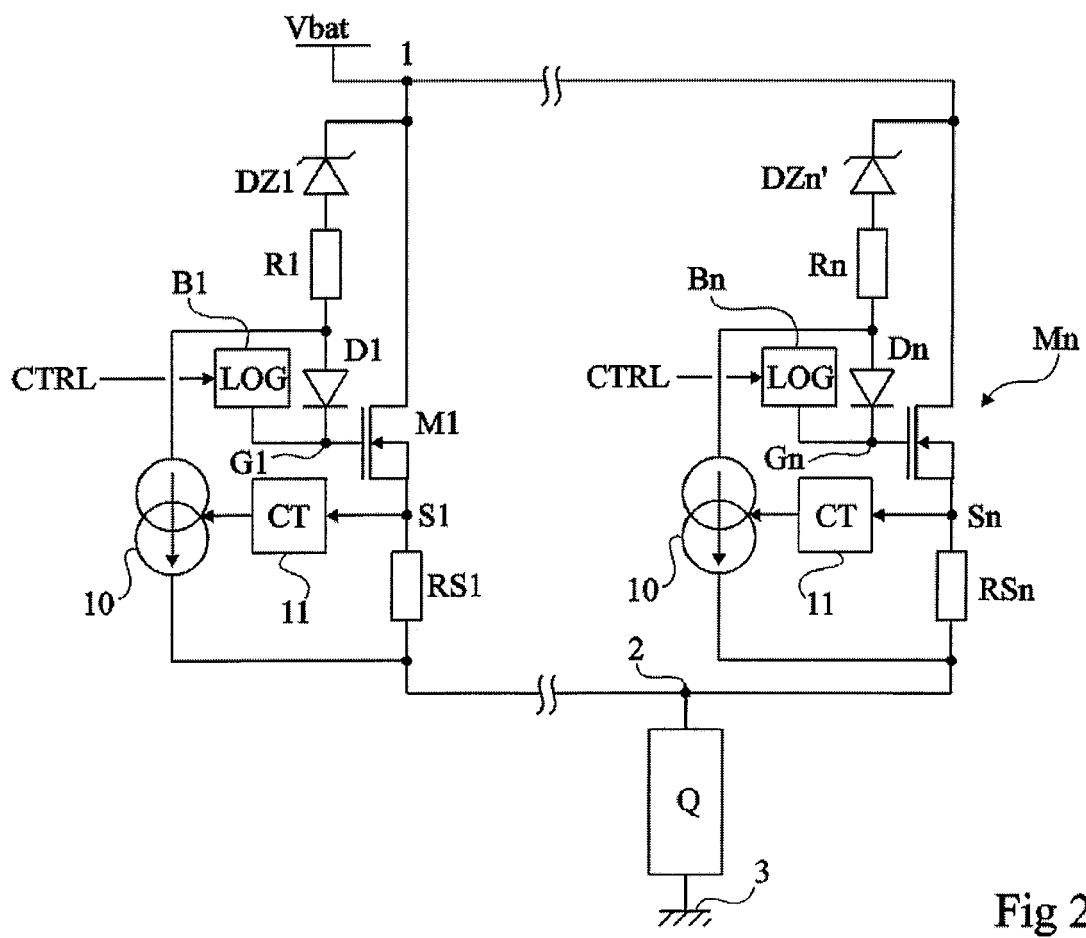 Vbat
1
DZ1
DZn'
R1
Rn
B1
Bn
D1
Dn
Mn
CTRL
LOG
CTRL
LOG
M1
G1
Gn
CT
S1
CT
Sn
10
11
RS1
10
11
RSn
2
Q
3
Fig 2